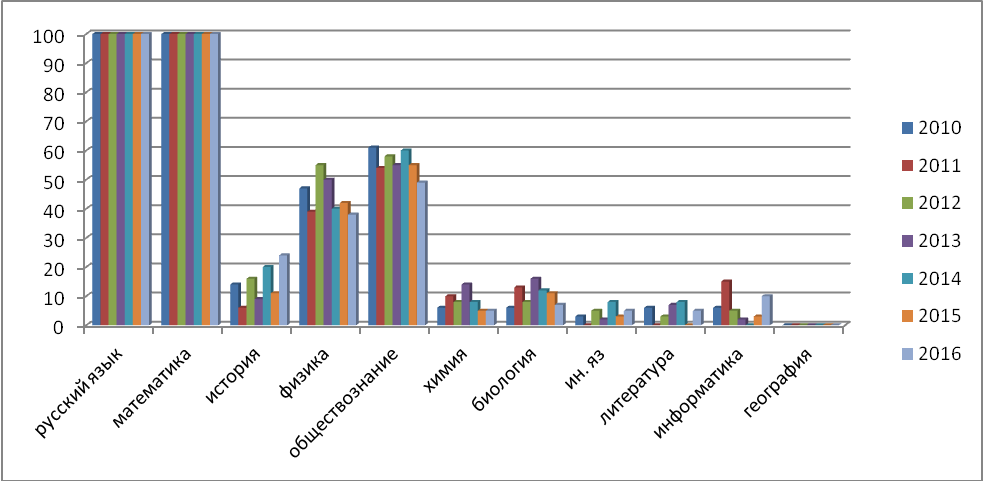 100
90
80
70
60
50
40
30
20
10
0
русский язык
математика
история
физика
обществознание
химия
биология
ин. яз
литература
информатика
география
2010
2011
2012
2013
2014
2015
2016